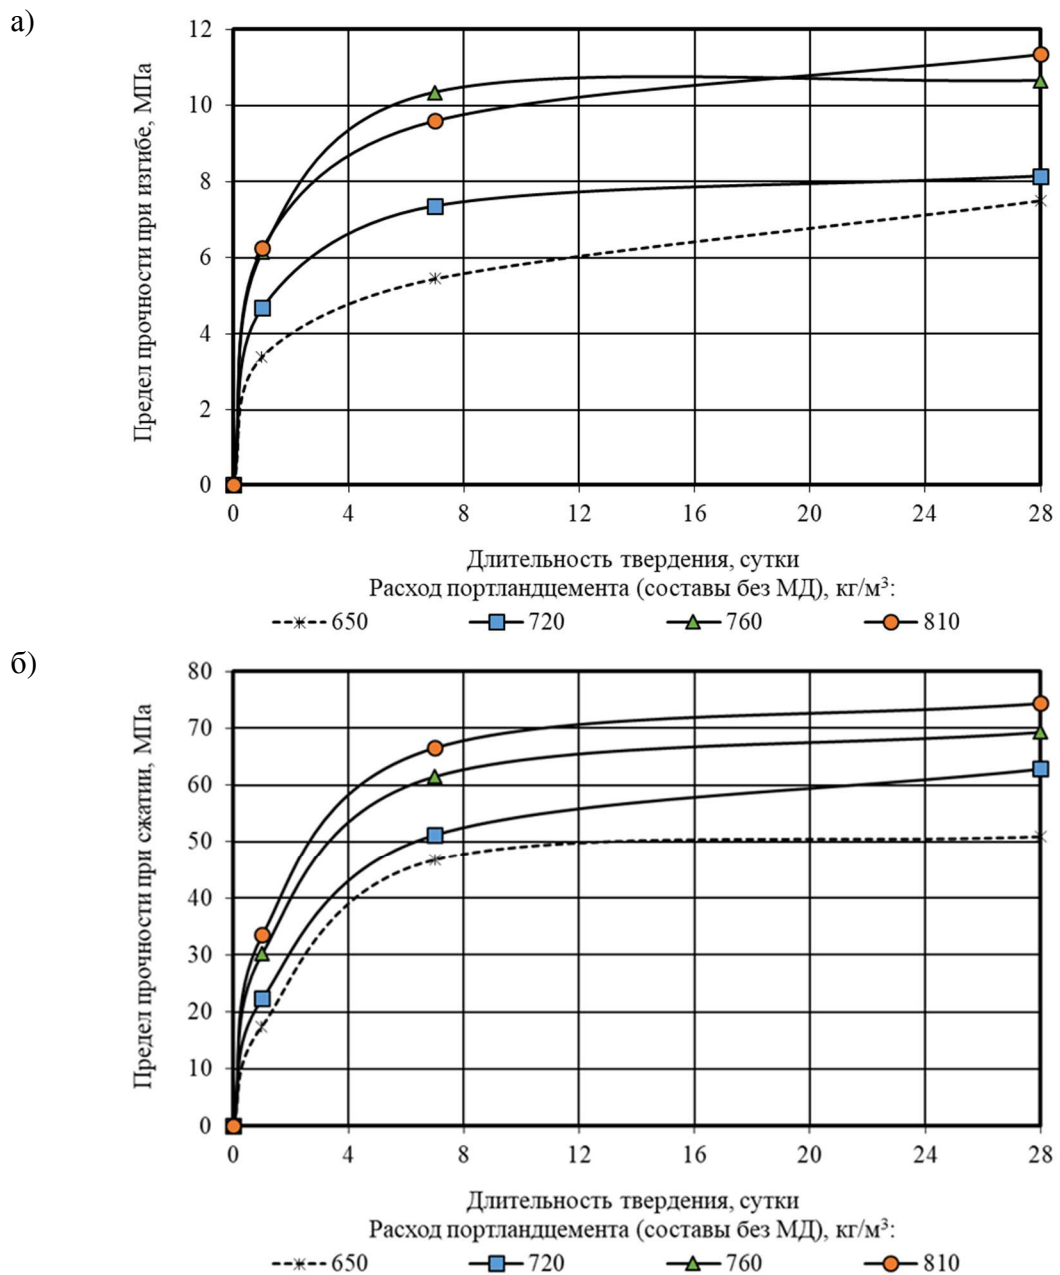 а)
12
10
8
6
4
2
0
Предел прочности при изгибе, МПа
0 4 8 12 16 20 24 28
Длительность твердения, сутки
Расход портландцемента (составы без МД), кг/м³:
650 720 760 810
б)
80
70
60
50
40
30
20
10
0
Предел прочности при сжатии, МПа
0 4 8 12 16 20 24 28
Длительность твердения, сутки
Расход портландцемента (составы без МД), кг/м³:
650 720 760 810